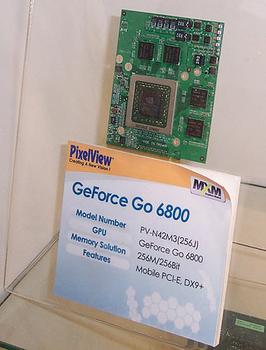 PixelView
Creating A New Vision !
MXM
GeForce Go 6800
Model Number PV-N42M3(256J)
GPU GeForce Go 6800
Memory Solution 256M/256Bit
Features Mobile PCI-E, DX9+